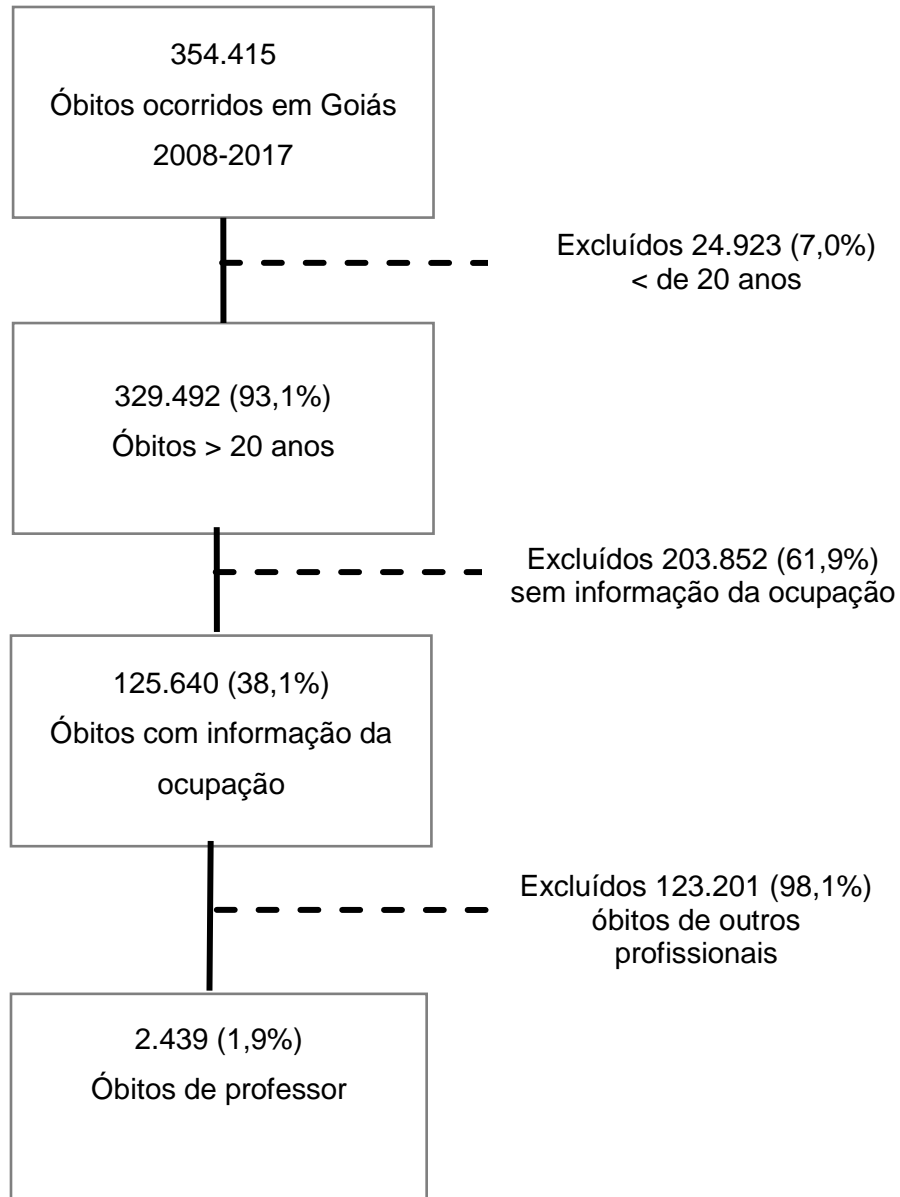 354.415
Óbitos ocorridos em Goiás
2008-2017
Excluídos 24.923 (7,0%)
< de 20 anos
329.492 (93,1%)
Óbitos > 20 anos
Excluídos 203.852 (61,9%)
sem informação da ocupação
125.640 (38,1%)
Óbitos com informação da
ocupação
Excluídos 123.201 (98,1%)
óbitos de outros
profissionais
2.439 (1,9%)
Óbitos de professor